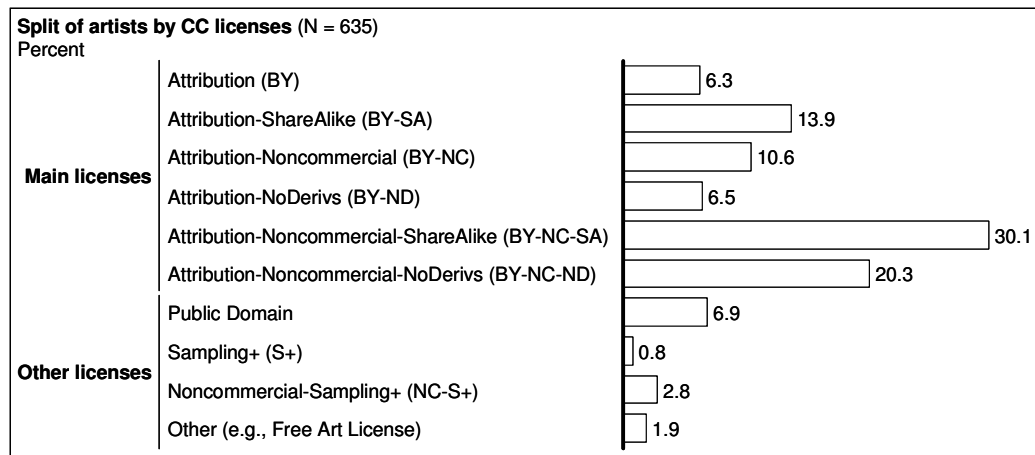 Split of artists by CC licenses (N = 635)
Percent
Main licenses
Attribution (BY) 6.3
Attribution-ShareAlike (BY-SA) 13.9
Attribution-Noncommercial (BY-NC) 10.6
Attribution-NoDerivs (BY-ND) 6.5
Attribution-Noncommercial-ShareAlike (BY-NC-SA) 30.1
Attribution-Noncommercial-NoDerivs (BY-NC-ND) 20.3
Other licenses
Public Domain 6.9
Sampling+ (S+) 0.8
Noncommercial-Sampling+ (NC-S+) 2.8
Other (e.g., Free Art License) 1.9